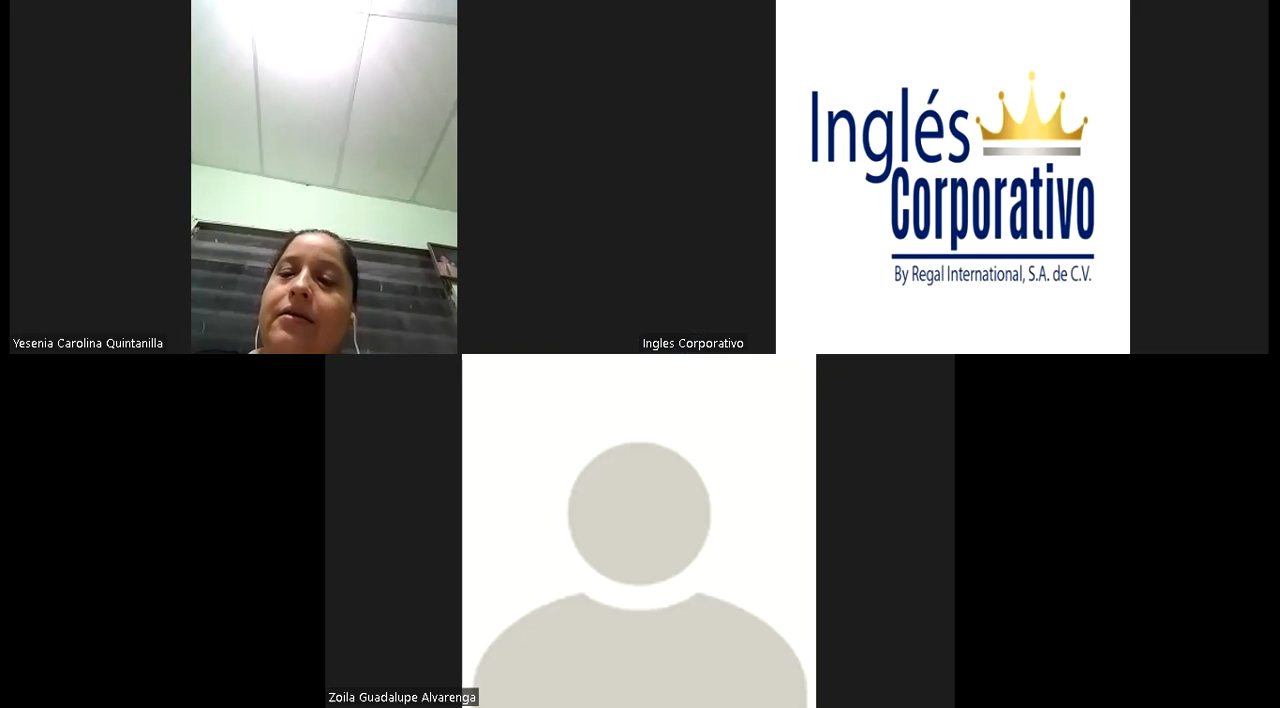 Inglés
Corporativo
By Regal International, S.A. de C.V.
Yesenia Carolina Quintanilla
Ingles Corporativo
Zoila Guadalupe Alvarenga